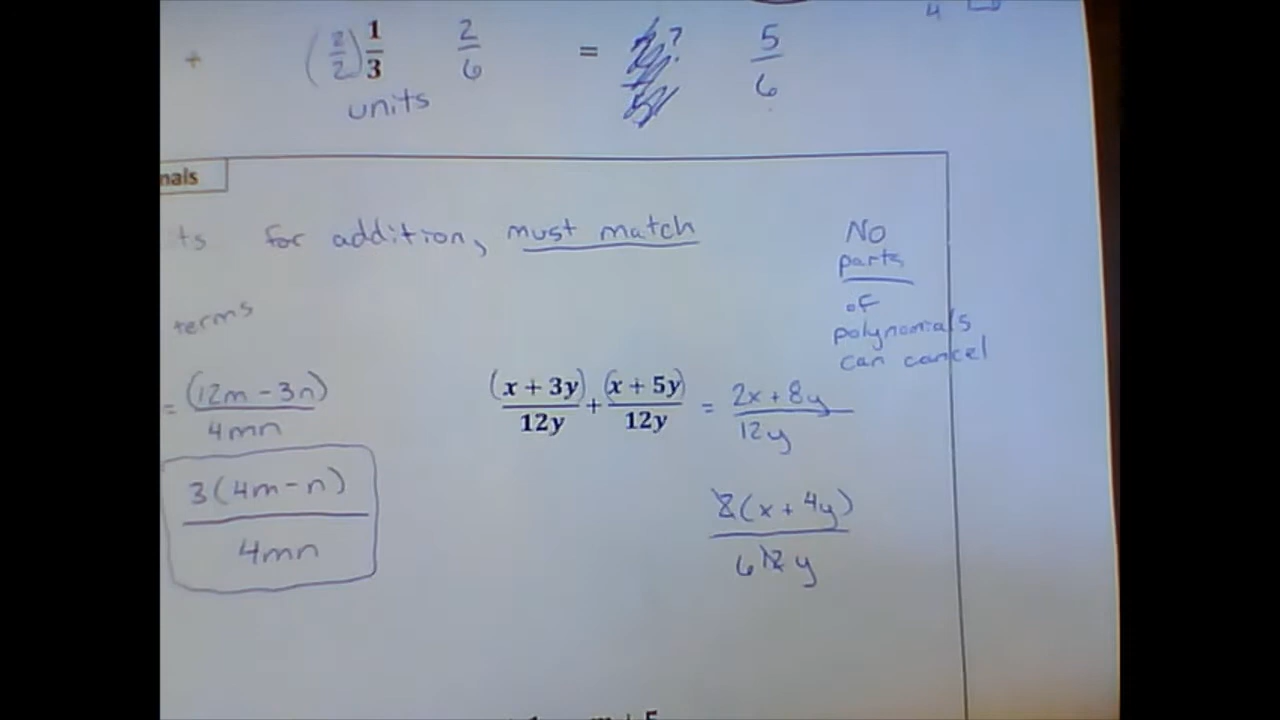 4
+ (2/2) 1/3 2/6 = ? 5/6
units
nals
ts for addition, must match
No
parts
of
polynomials
can cancel
terms
= (12m - 3n)/4mn
(x + 3y)/12y + (x + 5y)/12y = 2x + 8y/12y
3(4m - n)/4mn
2(x + 4y)/6 12 y